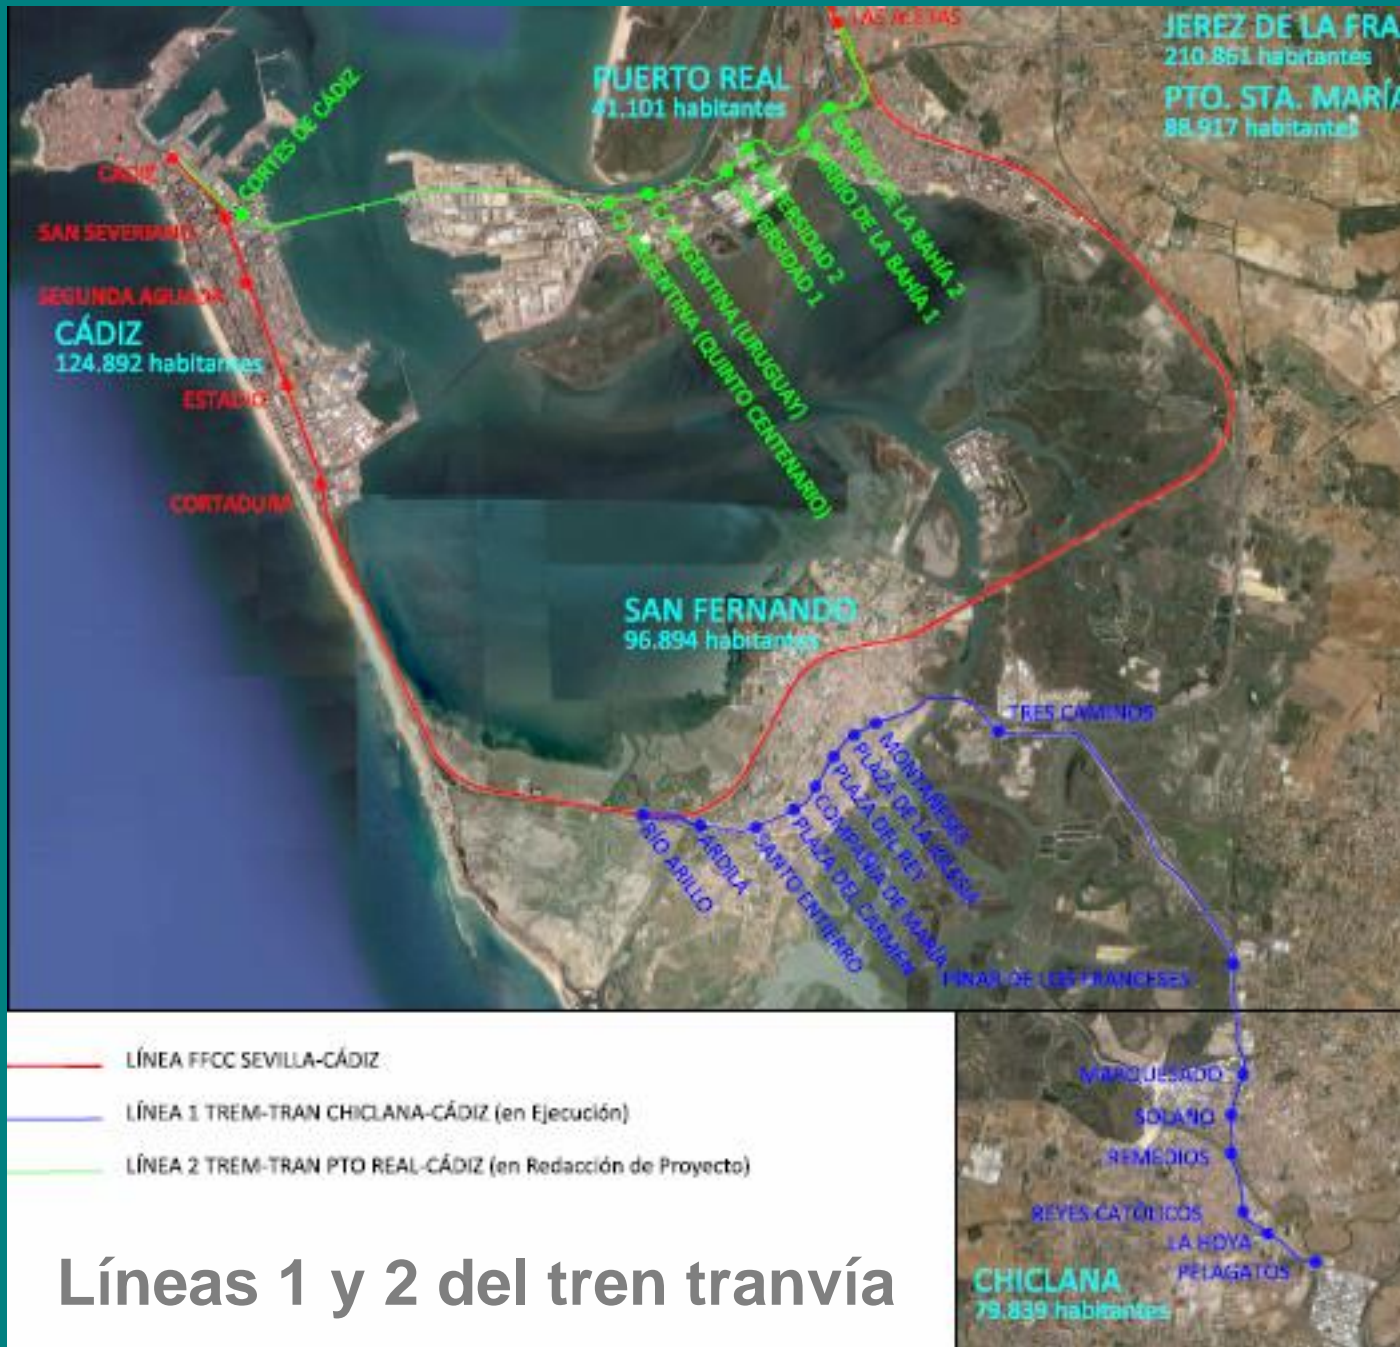 LAS ALETAS
JEREZ DE LA FRA
210.861 habitantes
PTO. STA. MARÍA
88.917 habitantes
PUERTO REAL
41.101 habitantes
CORTES DE CÁDIZ
CÁDIZ
SAN SEVERIANO
SEGUNDA AGUADA
CÁDIZ
124.892 habitantes
ESTADIO
CORTADURA
BARRIO DE LA BAHÍA 2
BARRIO DE LA BAHÍA 1
UNIVERSIDAD 2
UNIVERSIDAD 1
C/ ARGENTINA (URUGUAY)
C/ ARGENTINA (QUINTO CENTENARIO)
SAN FERNANDO
96.894 habitantes
TRES CAMINOS
MONTAÑESES
PLAZA DE LA IGLESIA
PLAZA DEL REY
COMPAÑÍA DE MARÍA
PLAZA DEL CARMEN
SANTO ENTIERRO
ARDILA
RÍO ARILLO
PINAR DE LOS FRANCESES
LÍNEA FFCC SEVILLA-CÁDIZ
LÍNEA 1 TREM-TRAN CHICLANA-CÁDIZ (en Ejecución)
LÍNEA 2 TREM-TRAN PTO REAL-CÁDIZ (en Redacción de Proyecto)
Líneas 1 y 2 del tren tranvía
MARQUESADO
SOLANO
REMEDIOS
REYES CATÓLICOS
LA HOYA
PELAGATOS
CHICLANA
79.839 habitantes